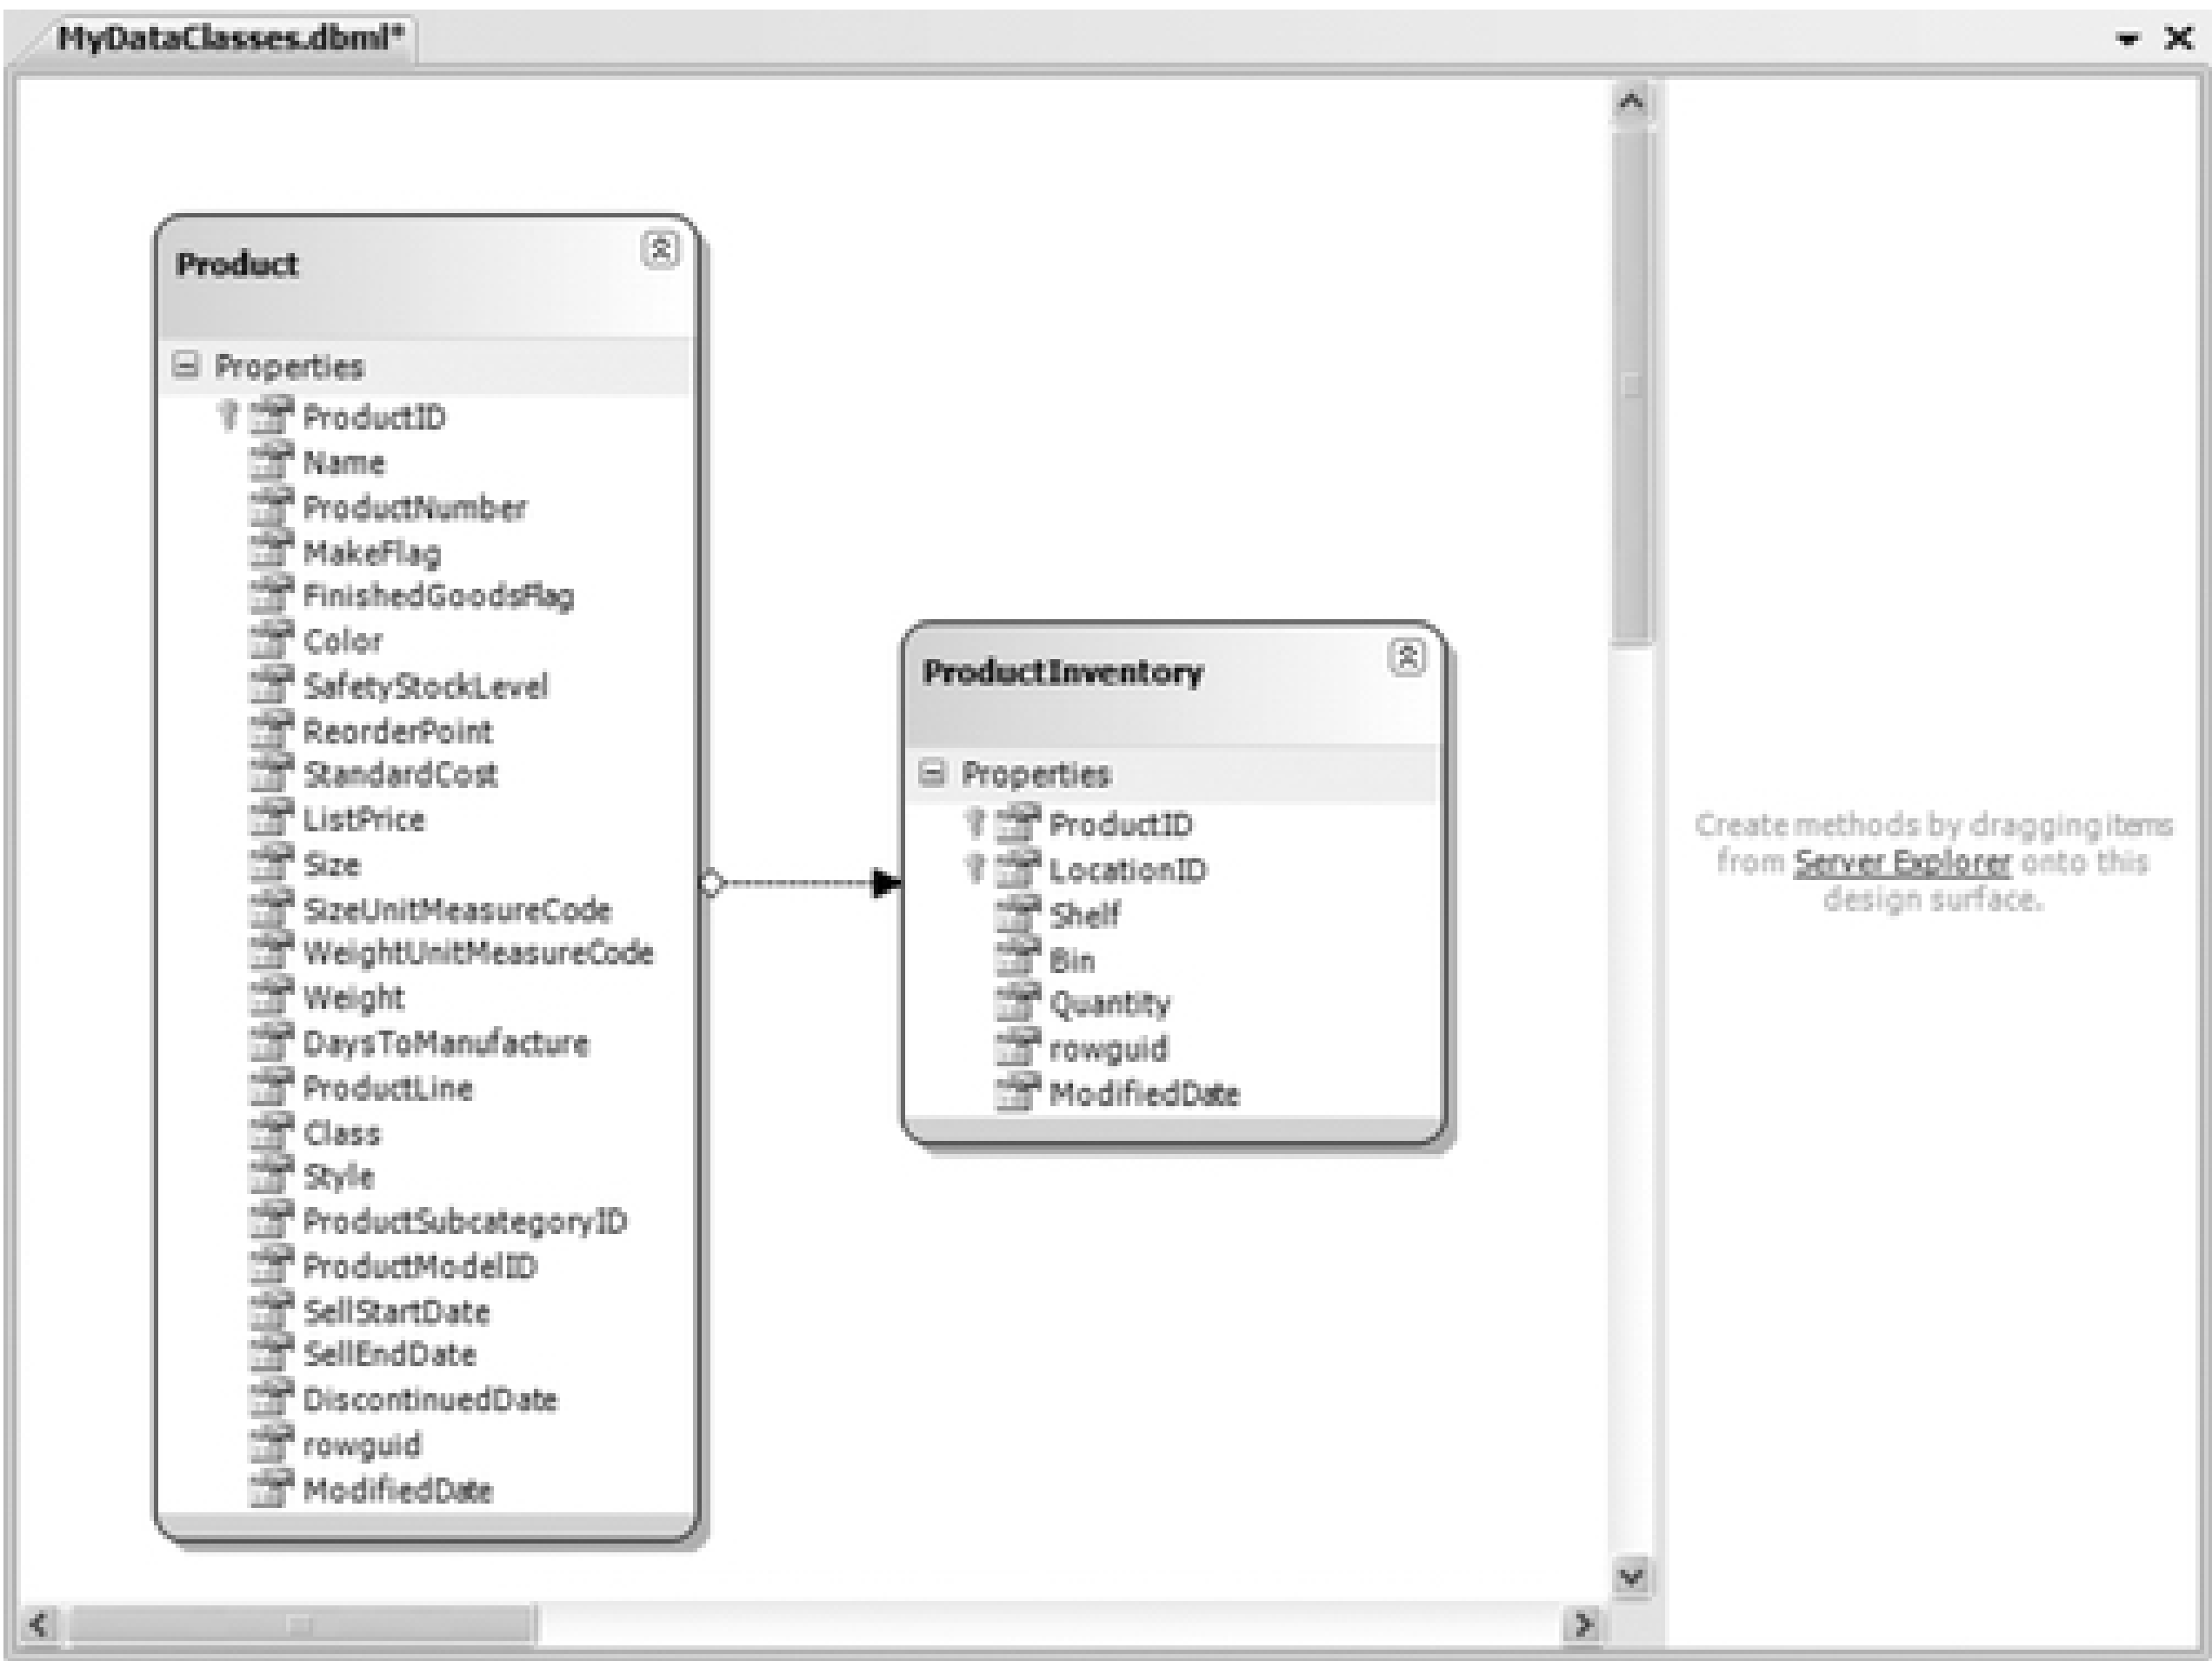 MyDataClasses.dbml*
Product
Properties
ProductID
Name
ProductNumber
MakeFlag
FinishedGoodsFlag
Color
SafetyStockLevel
ReorderPoint
StandardCost
ListPrice
Size
SizeUnitMeasureCode
WeightUnitMeasureCode
Weight
DaysToManufacture
ProductLine
Class
Style
ProductSubcategoryID
ProductModelID
SellStartDate
SellEndDate
DiscontinuedDate
rowguid
ModifiedDate
ProductInventory
Properties
ProductID
LocationID
Shelf
Bin
Quantity
rowguid
ModifiedDate
Create methods by dragging items
from Server Explorer onto this
design surface.